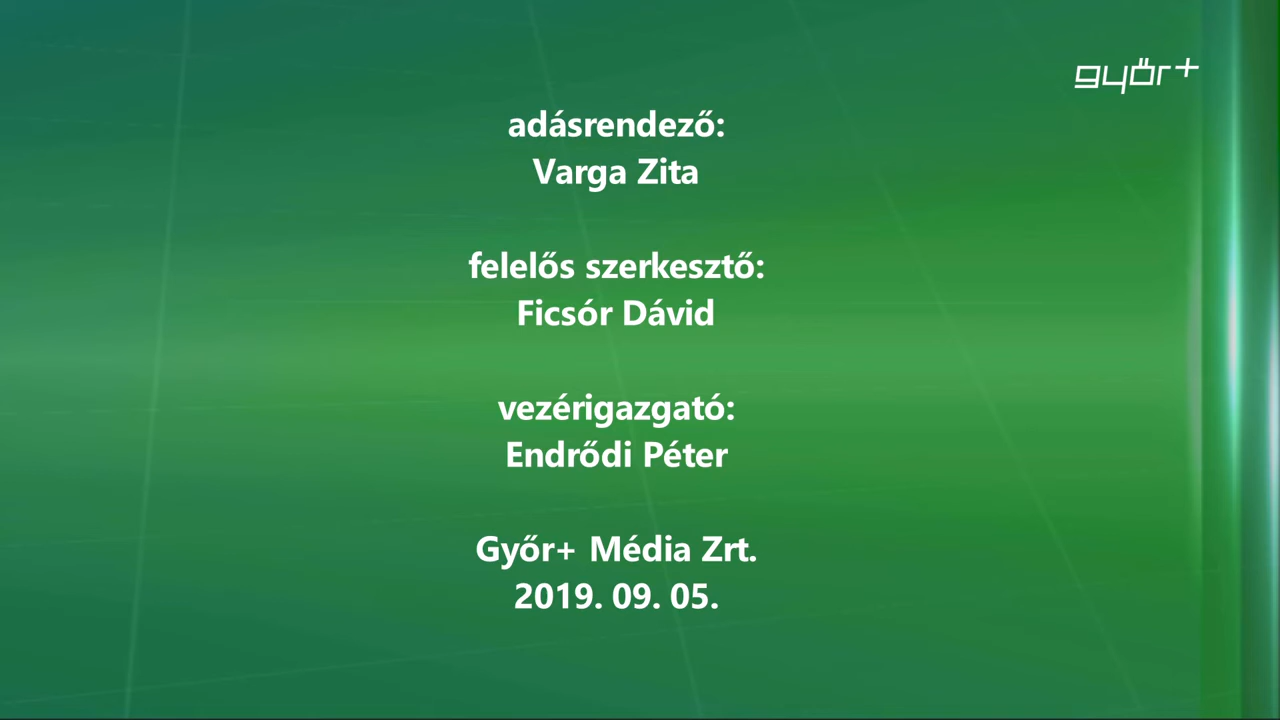 győr+
adásrendező:
Varga Zita
felelős szerkesztő:
Ficsór Dávid
vezérigazgató:
Endrődi Péter
Győr+ Média Zrt.
2019. 09. 05.